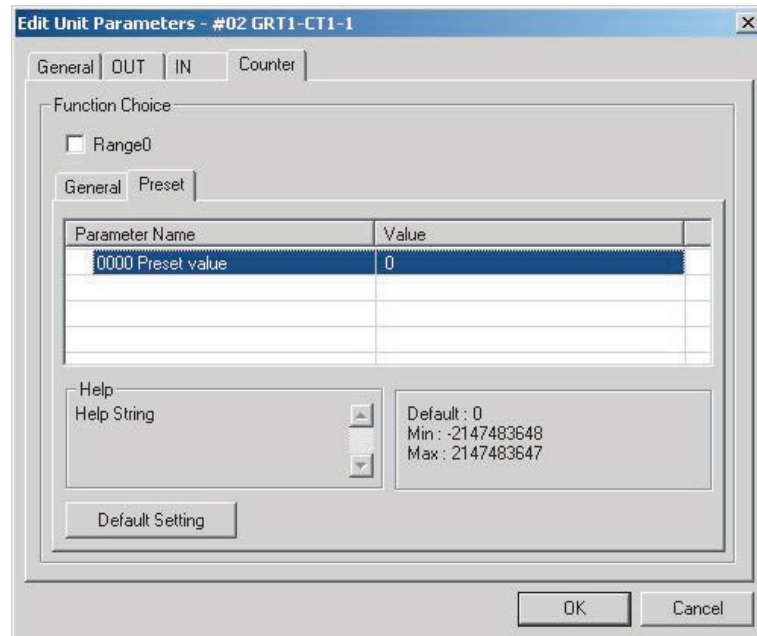 Edit Unit Parameters - #02 GRT1-CT1-1
General OUT IN Counter
Function Choice
Range0
General Preset
Parameter Name Value
0000 Preset value 0
Help
Help String
Default : 0
Min : -2147483648
Max : 2147483647
Default Setting
OK Cancel